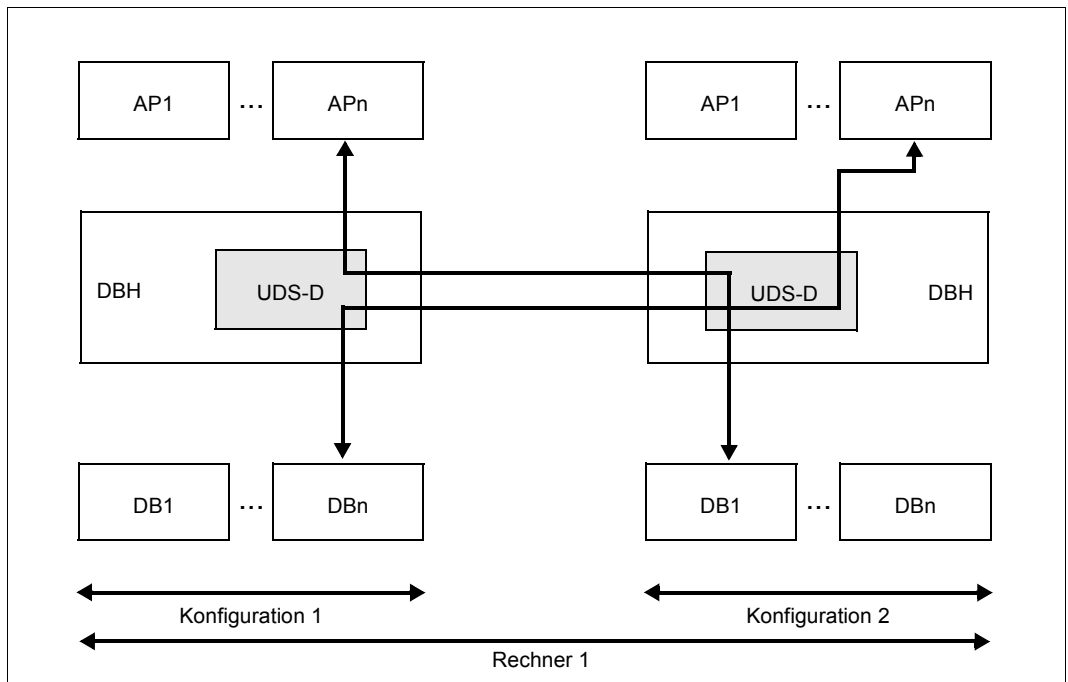 AP1 ... APn AP1 ... APn
DBH UDS-D UDS-D DBH
DB1 ... DBn DB1 ... DBn
Konfiguration 1 Konfiguration 2
Rechner 1